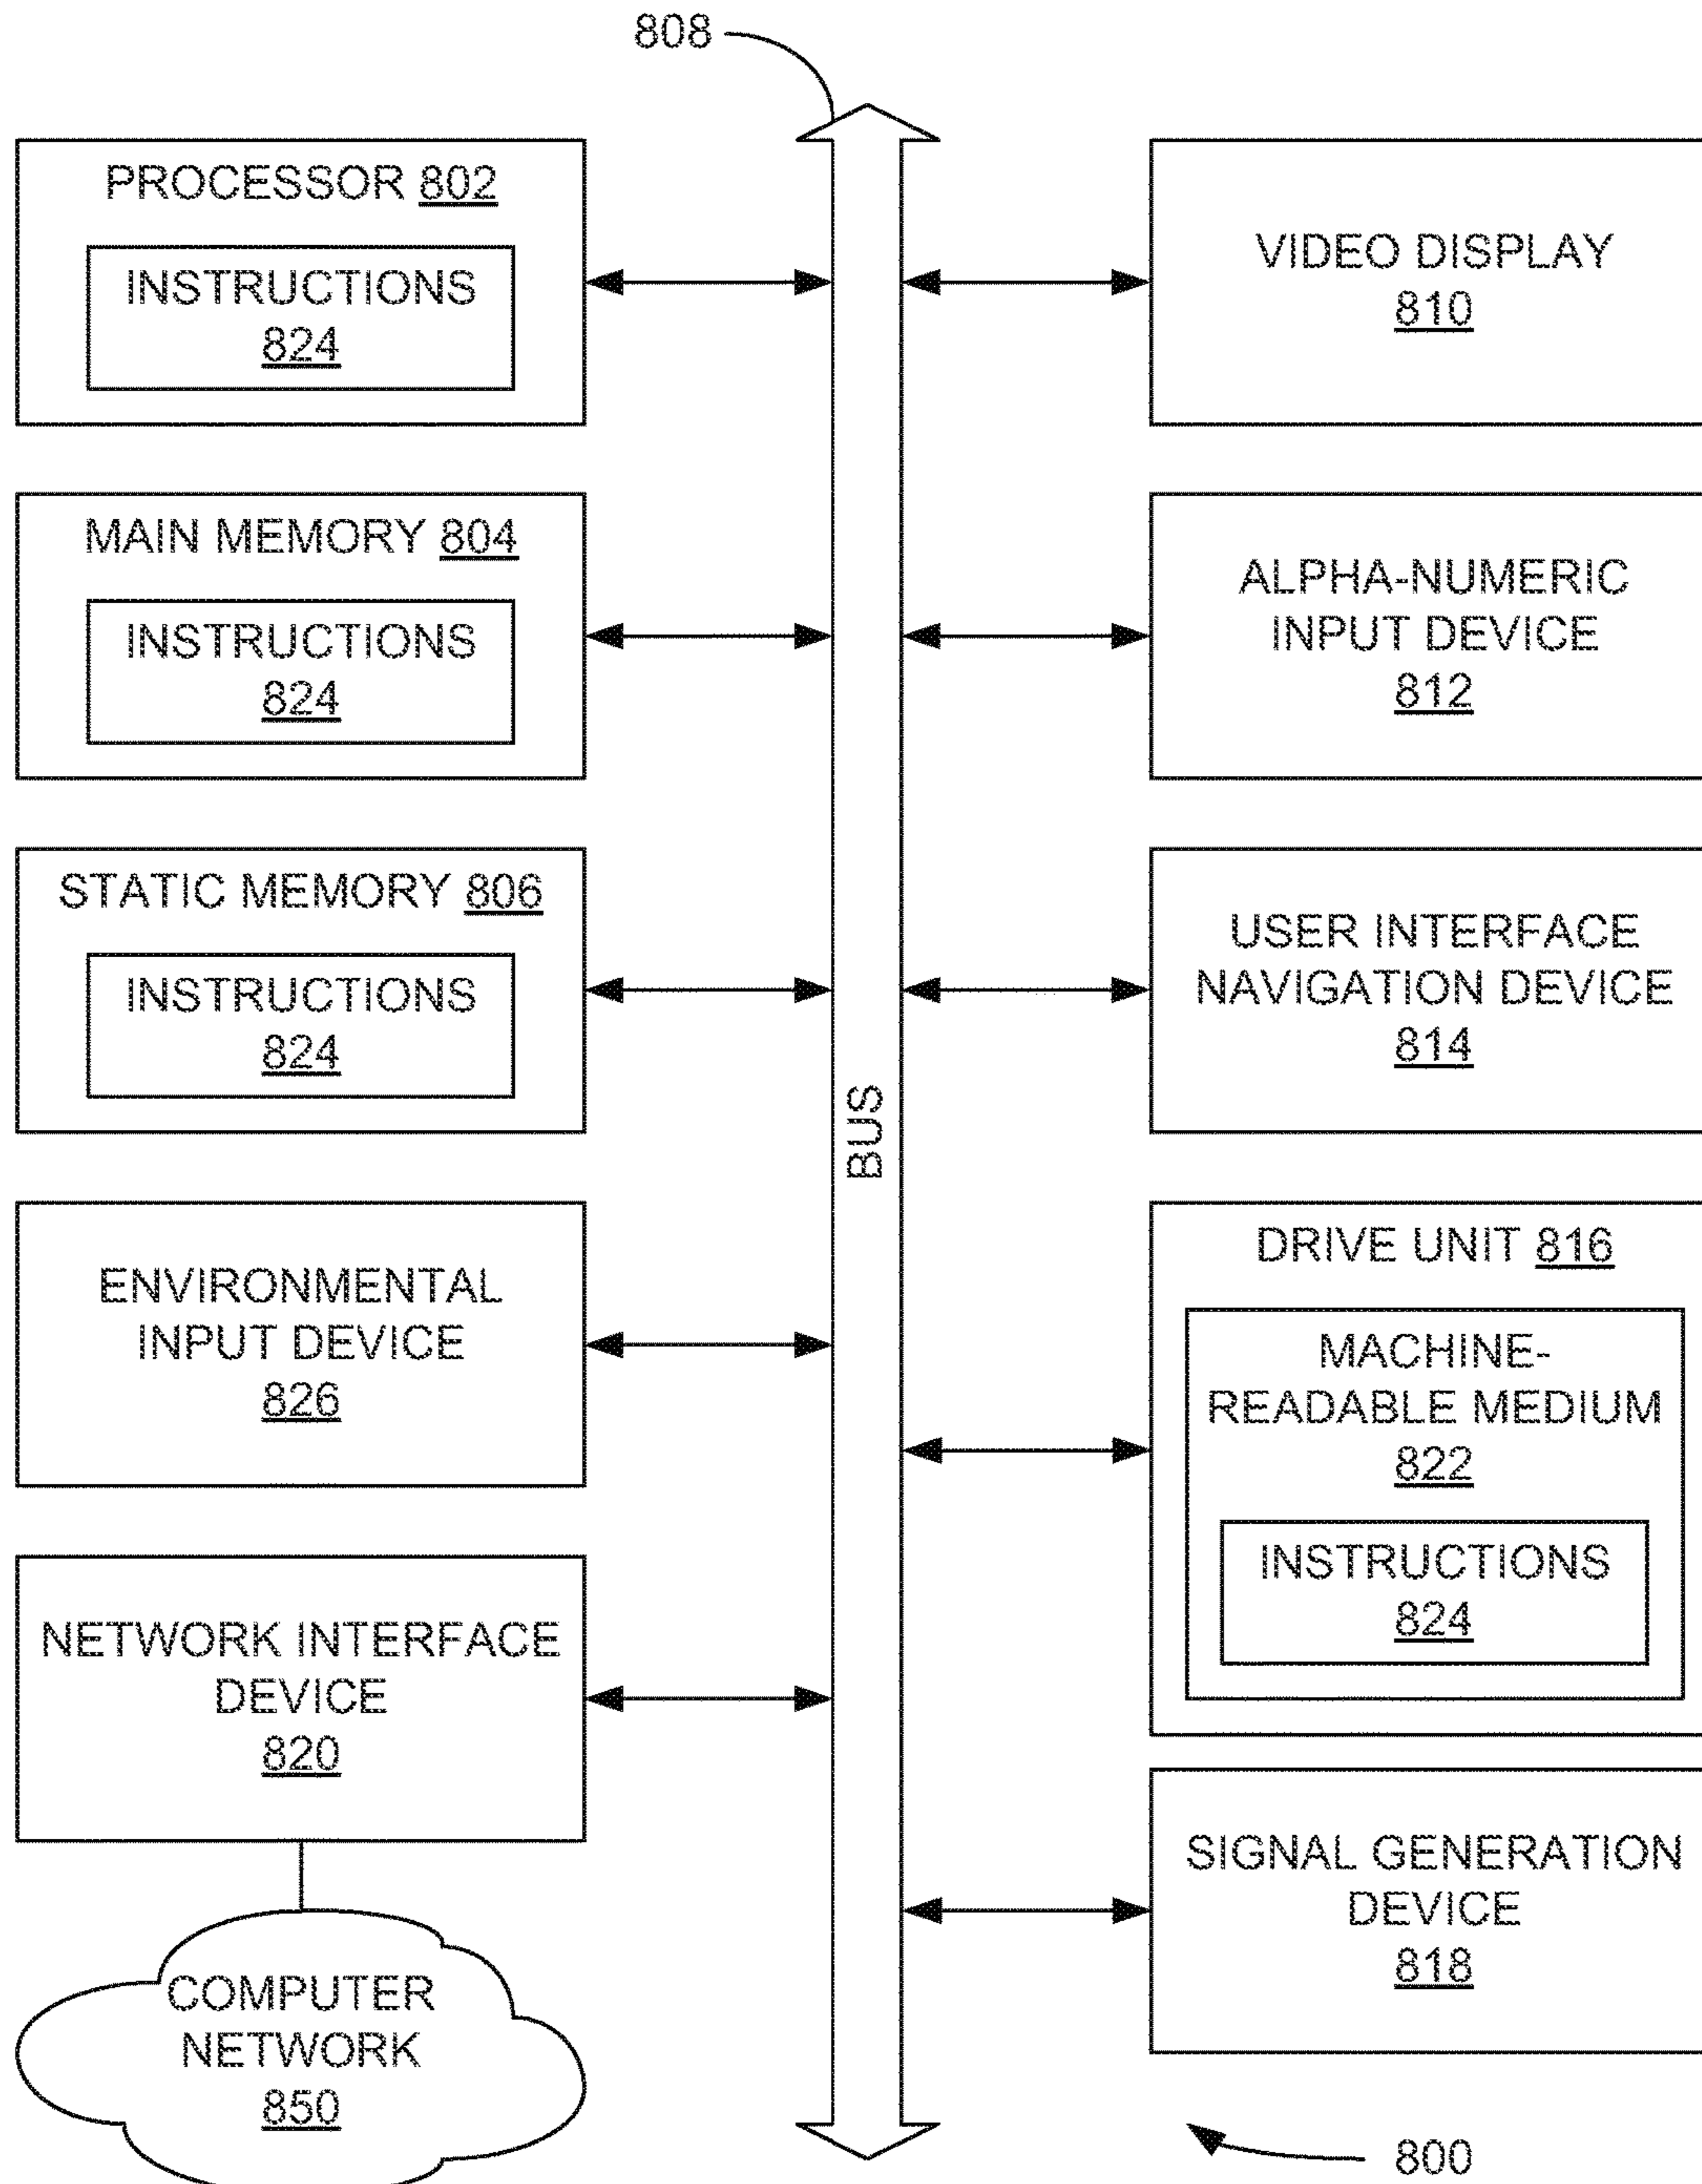 808
PROCESSOR 802
INSTRUCTIONS
824
MAIN MEMORY 804
INSTRUCTIONS
824
STATIC MEMORY 806
INSTRUCTIONS
824
ENVIRONMENTAL
INPUT DEVICE
826
NETWORK INTERFACE
DEVICE
820
COMPUTER
NETWORK
850
BUS
VIDEO DISPLAY
810
ALPHA-NUMERIC
INPUT DEVICE
812
USER INTERFACE
NAVIGATION DEVICE
814
DRIVE UNIT 816
MACHINE-
READABLE MEDIUM
822
INSTRUCTIONS
824
SIGNAL GENERATION
DEVICE
818
800